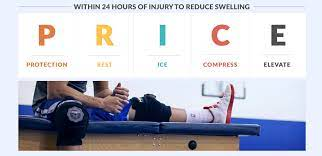 WITHIN 24 HOURS OF INJURY TO REDUCE SWELLING
P R I C E
PROTECTION REST ICE COMPRESS ELEVATE